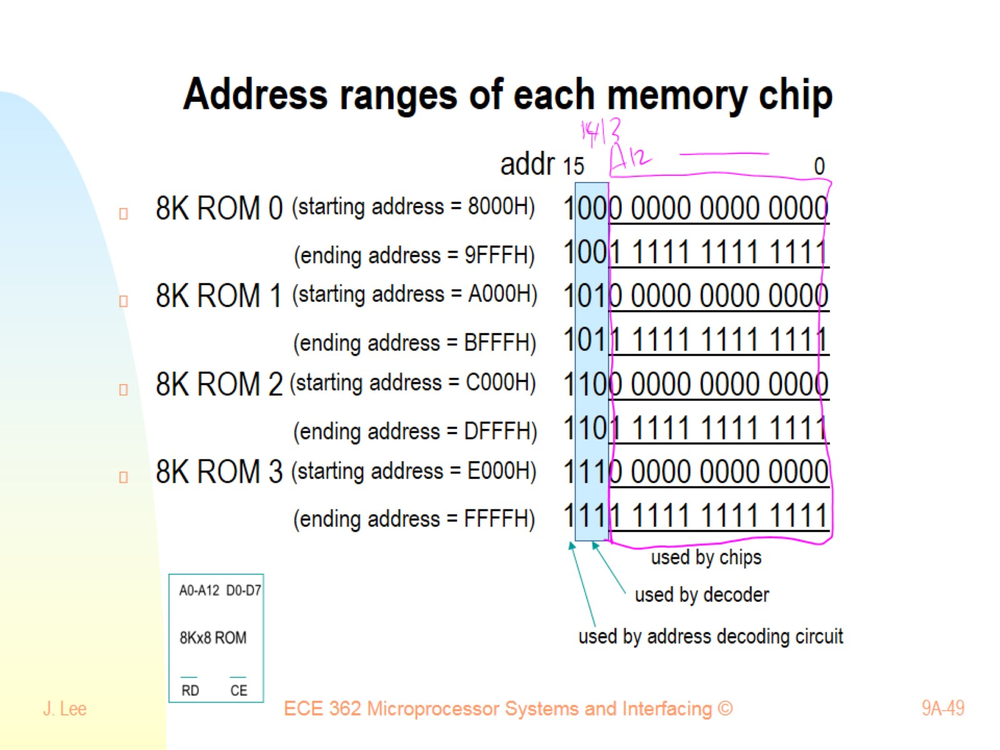 Address ranges of each memory chip
14 13
addr 15 A12 0
8K ROM 0 (starting address = 8000H) 1000 0000 0000 0000
(ending address = 9FFFH) 1001 1111 1111 1111
8K ROM 1 (starting address = A000H) 1010 0000 0000 0000
(ending address = BFFFH) 1011 1111 1111 1111
8K ROM 2 (starting address = C000H) 1100 0000 0000 0000
(ending address = DFFFH) 1101 1111 1111 1111
8K ROM 3 (starting address = E000H) 1110 0000 0000 0000
(ending address = FFFFH) 1111 1111 1111 1111
used by chips
used by decoder
used by address decoding circuit
A0-A12 D0-D7
8Kx8 ROM
RD CE
J. Lee ECE 362 Microprocessor Systems and Interfacing © 9A-49